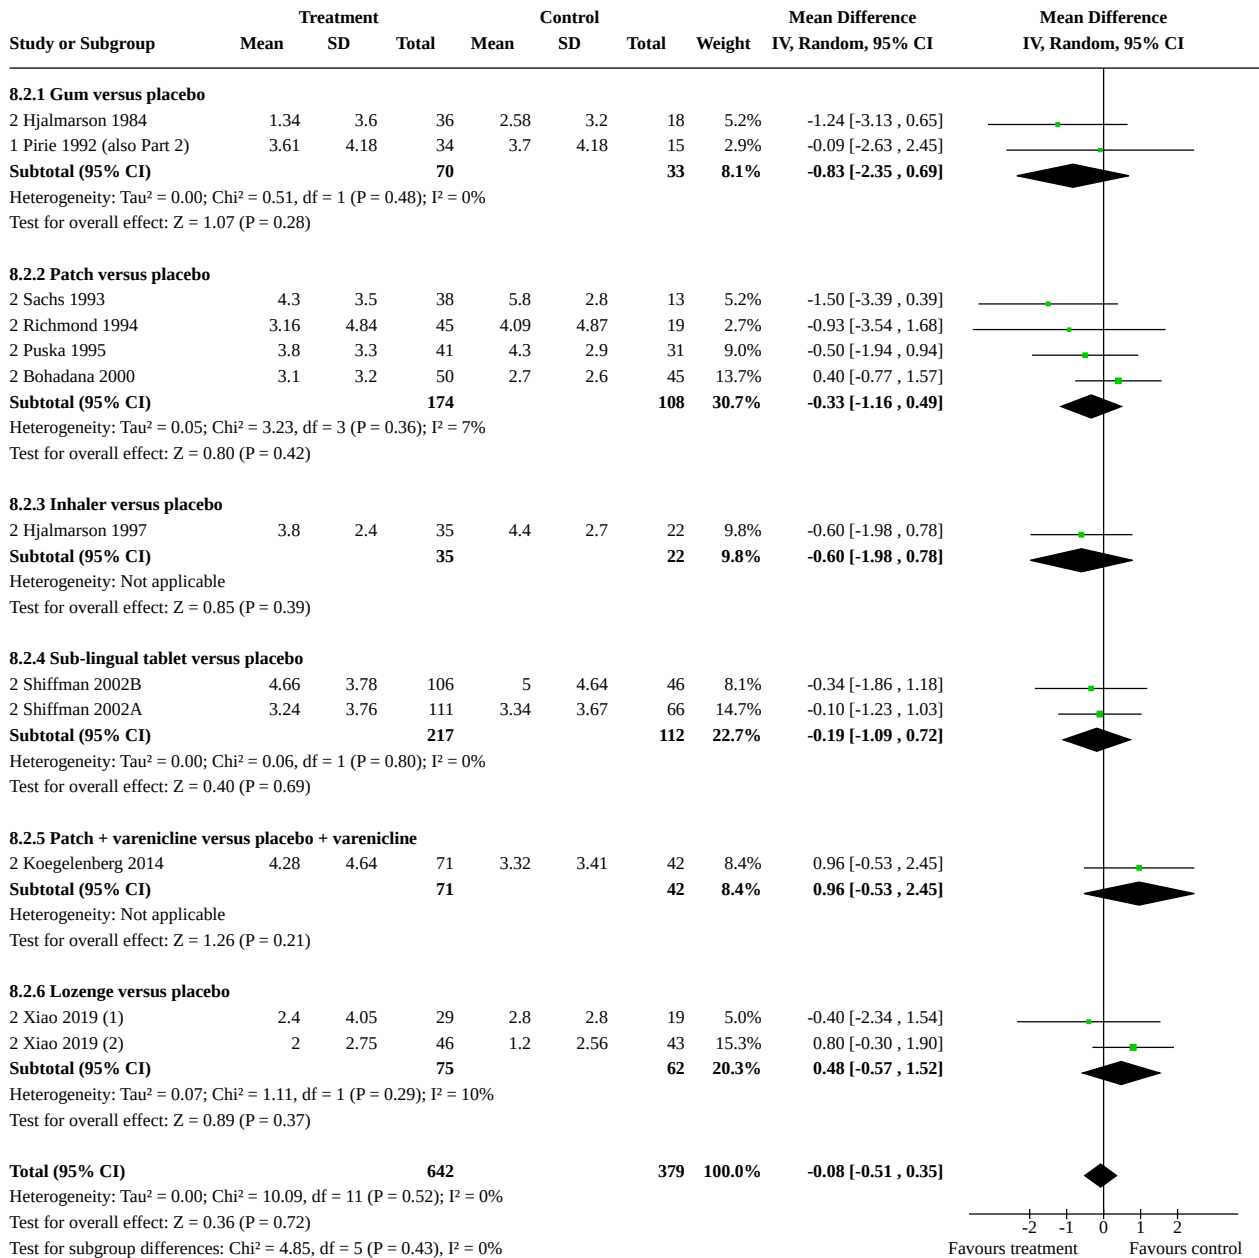 Treatment Control Mean Difference Mean Difference
Study or Subgroup Mean SD Total Mean SD Total Weight IV, Random, 95% CI IV, Random, 95% CI
8.2.1 Gum versus placebo
2 Hjalmarson 1984 1.34 3.6 36 2.58 3.2 18 5.2% -1.24 [-3.13 , 0.65]
1 Pirie 1992 (also Part 2) 3.61 4.18 34 3.7 4.18 15 2.9% -0.09 [-2.63 , 2.45]
Subtotal (95% CI) 70 33 8.1% -0.83 [-2.35 , 0.69]
Heterogeneity: Tau² = 0.00; Chi² = 0.51, df = 1 (P = 0.48); I² = 0%
Test for overall effect: Z = 1.07 (P = 0.28)
8.2.2 Patch versus placebo
2 Sachs 1993 4.3 3.5 38 5.8 2.8 13 5.2% -1.50 [-3.39 , 0.39]
2 Richmond 1994 3.16 4.84 45 4.09 4.87 19 2.7% -0.93 [-3.54 , 1.68]
2 Puska 1995 3.8 3.3 41 4.3 2.9 31 9.0% -0.50 [-1.94 , 0.94]
2 Bohadana 2000 3.1 3.2 50 2.7 2.6 45 13.7% 0.40 [-0.77 , 1.57]
Subtotal (95% CI) 174 108 30.7% -0.33 [-1.16 , 0.49]
Heterogeneity: Tau² = 0.05; Chi² = 3.23, df = 3 (P = 0.36); I² = 7%
Test for overall effect: Z = 0.80 (P = 0.42)
8.2.3 Inhaler versus placebo
2 Hjalmarson 1997 3.8 2.4 35 4.4 2.7 22 9.8% -0.60 [-1.98 , 0.78]
Subtotal (95% CI) 35 22 9.8% -0.60 [-1.98 , 0.78]
Heterogeneity: Not applicable
Test for overall effect: Z = 0.85 (P = 0.39)
8.2.4 Sub-lingual tablet versus placebo
2 Shiffman 2002B 4.66 3.78 106 5 4.64 46 8.1% -0.34 [-1.86 , 1.18]
2 Shiffman 2002A 3.24 3.76 111 3.34 3.67 66 14.7% -0.10 [-1.23 , 1.03]
Subtotal (95% CI) 217 112 22.7% -0.19 [-1.09 , 0.72]
Heterogeneity: Tau² = 0.00; Chi² = 0.06, df = 1 (P = 0.80); I² = 0%
Test for overall effect: Z = 0.40 (P = 0.69)
8.2.5 Patch + varenicline versus placebo + varenicline
2 Koegelenberg 2014 4.28 4.64 71 3.32 3.41 42 8.4% 0.96 [-0.53 , 2.45]
Subtotal (95% CI) 71 42 8.4% 0.96 [-0.53 , 2.45]
Heterogeneity: Not applicable
Test for overall effect: Z = 1.26 (P = 0.21)
8.2.6 Lozenge versus placebo
2 Xiao 2019 (1) 2.4 4.05 29 2.8 2.8 19 5.0% -0.40 [-2.34 , 1.54]
2 Xiao 2019 (2) 2 2.75 46 1.2 2.56 43 15.3% 0.80 [-0.30 , 1.90]
Subtotal (95% CI) 75 62 20.3% 0.48 [-0.57 , 1.52]
Heterogeneity: Tau² = 0.07; Chi² = 1.11, df = 1 (P = 0.29); I² = 10%
Test for overall effect: Z = 0.89 (P = 0.37)
Total (95% CI) 642 379 100.0% -0.08 [-0.51 , 0.35]
Heterogeneity: Tau² = 0.00; Chi² = 10.09, df = 11 (P = 0.52); I² = 0%
Test for overall effect: Z = 0.36 (P = 0.72) -2 -1 0 1 2
Test for subgroup differences: Chi² = 4.85, df = 5 (P = 0.43), I² = 0% Favours treatment Favours control